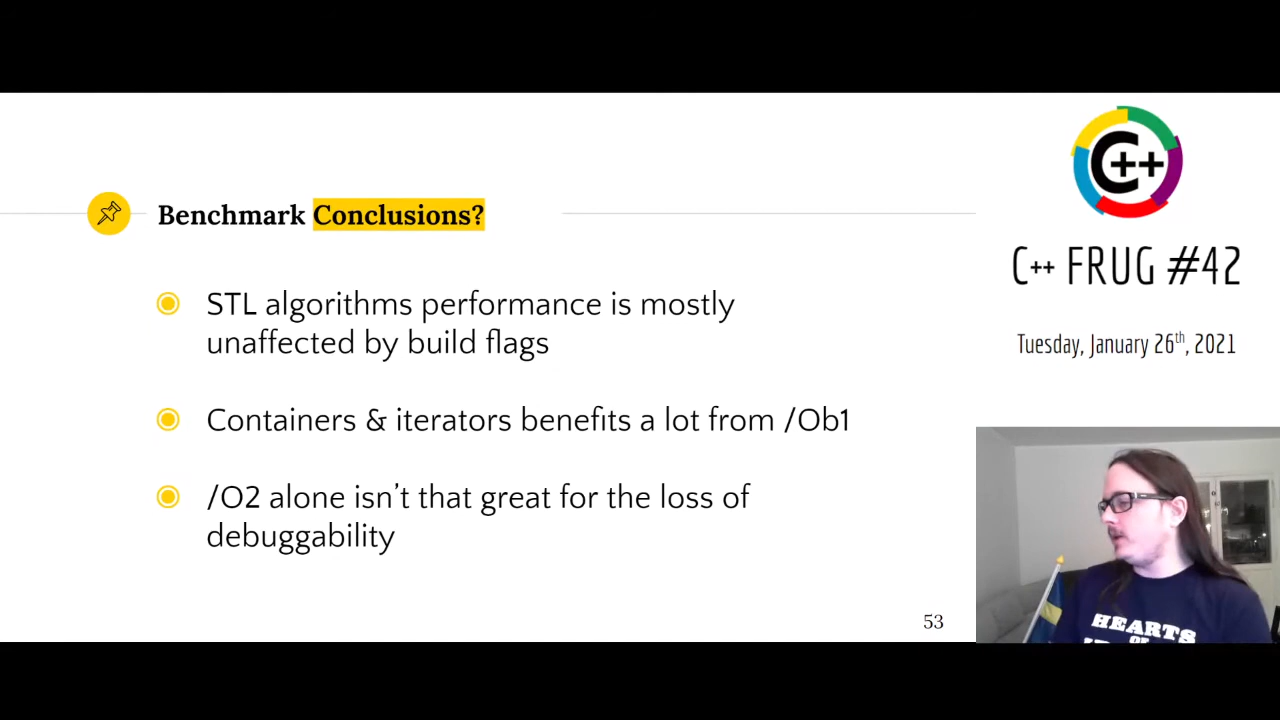 Benchmark Conclusions?
STL algorithms performance is mostly
unaffected by build flags
Containers & iterators benefits a lot from /Ob1
/O2 alone isn't that great for the loss of
debuggability
53
C++
C++ FRUG #42
Tuesday, January 26th, 2021
HEARTS
OF